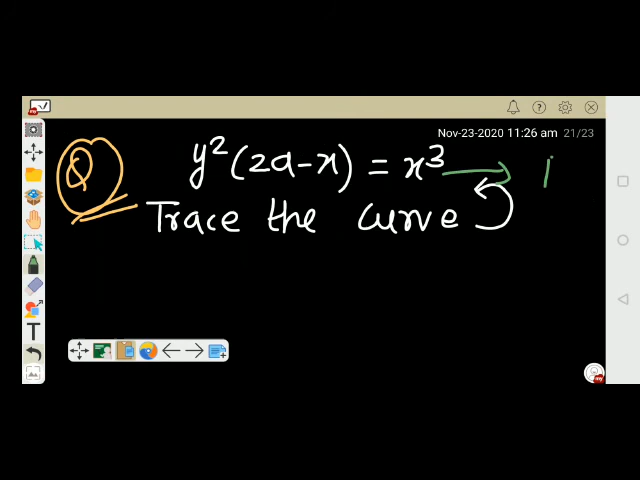 Nov-23-2020 11:26 am 21/23
Q y²(2a-x) = x³ → i
Trace the curve
T